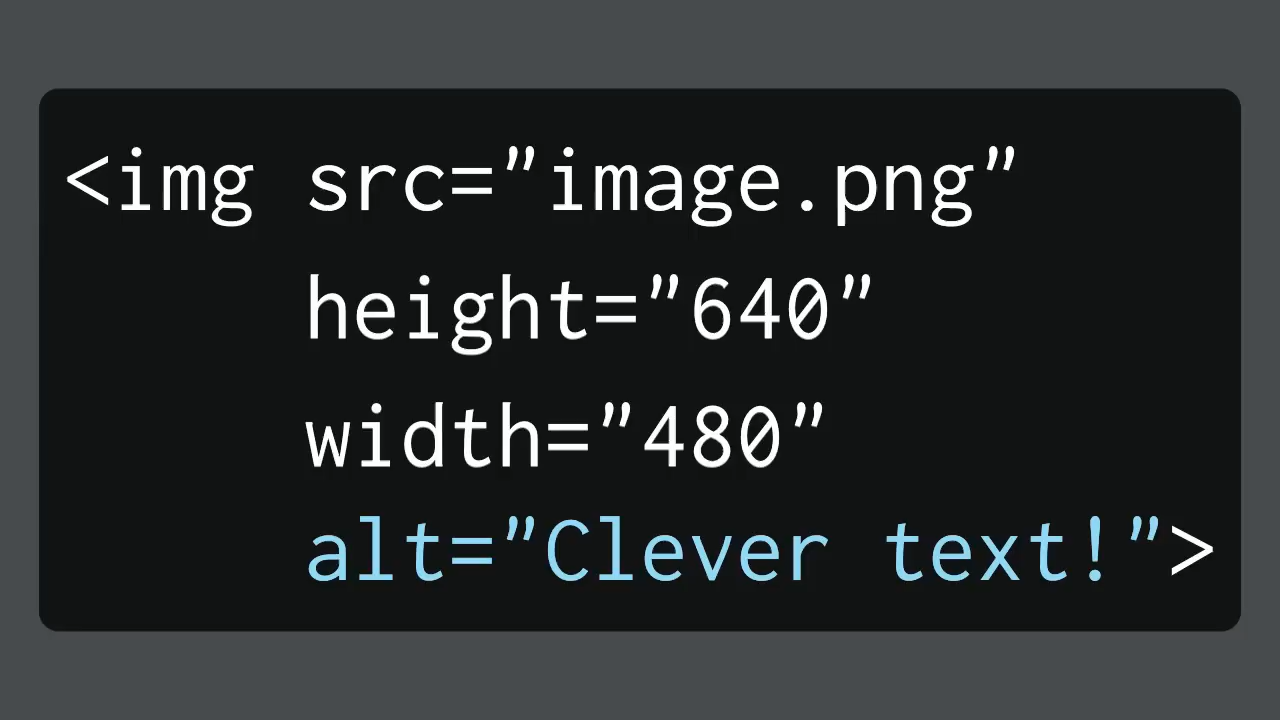 <img src="image.png"
height="640"
width="480"
alt="Clever text!">